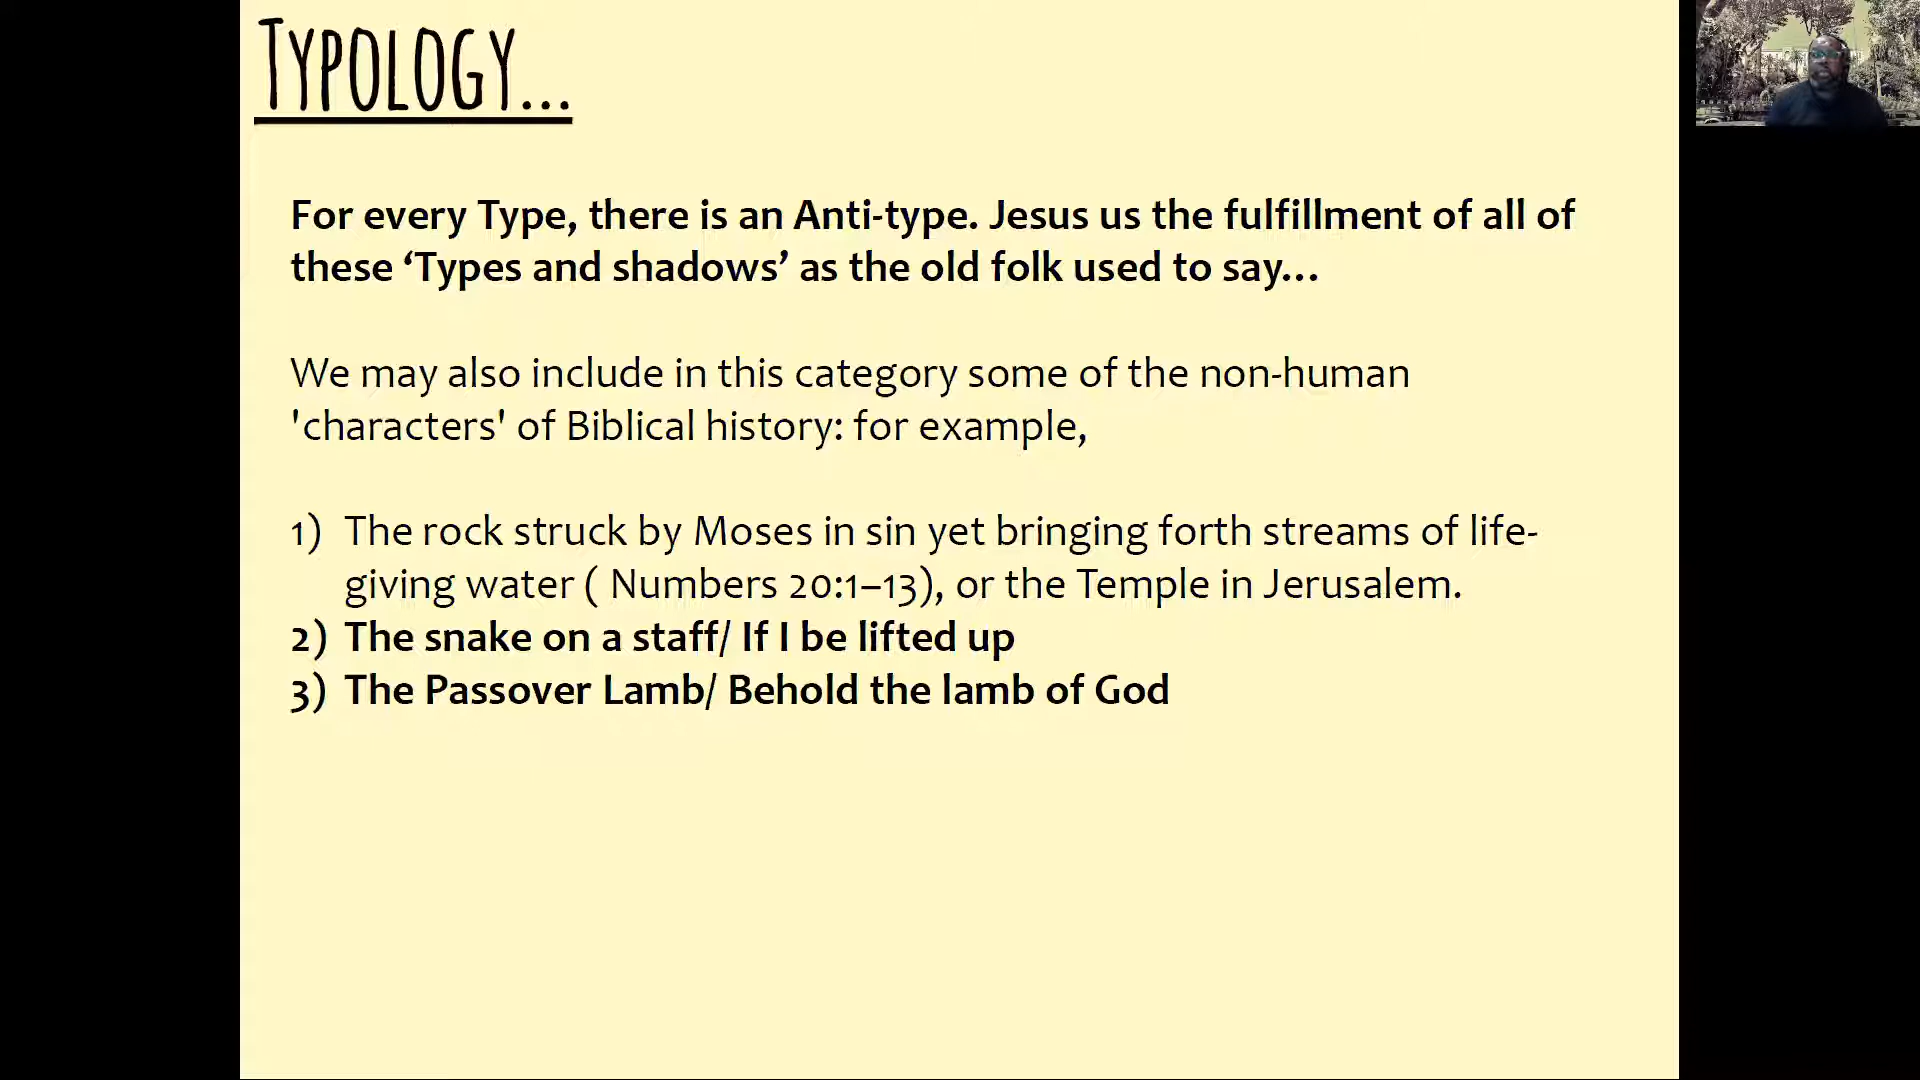 TYPOLOGY...
For every Type, there is an Anti-type. Jesus us the fulfillment of all of
these ‘Types and shadows’ as the old folk used to say…
We may also include in this category some of the non-human
'characters' of Biblical history: for example,
1) The rock struck by Moses in sin yet bringing forth streams of life-
giving water ( Numbers 20:1–13), or the Temple in Jerusalem.
2) The snake on a staff/ If I be lifted up
3) The Passover Lamb/ Behold the lamb of God